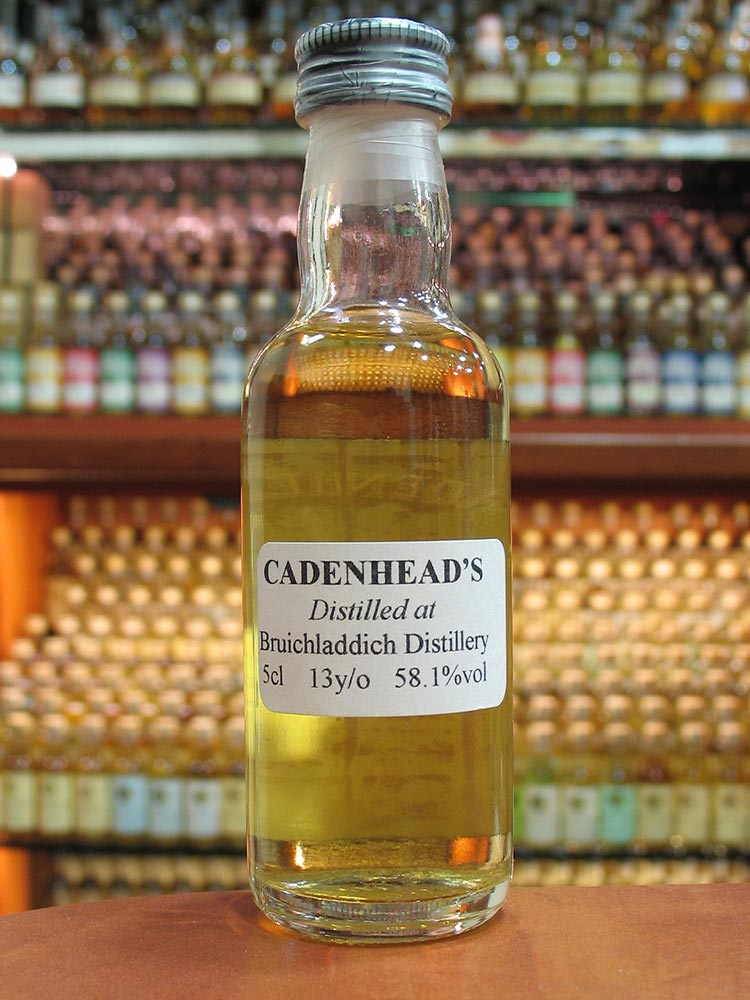 CADENHEAD'S
Distilled at
Bruichladdich Distillery
5cl 13y/o 58.1%vol